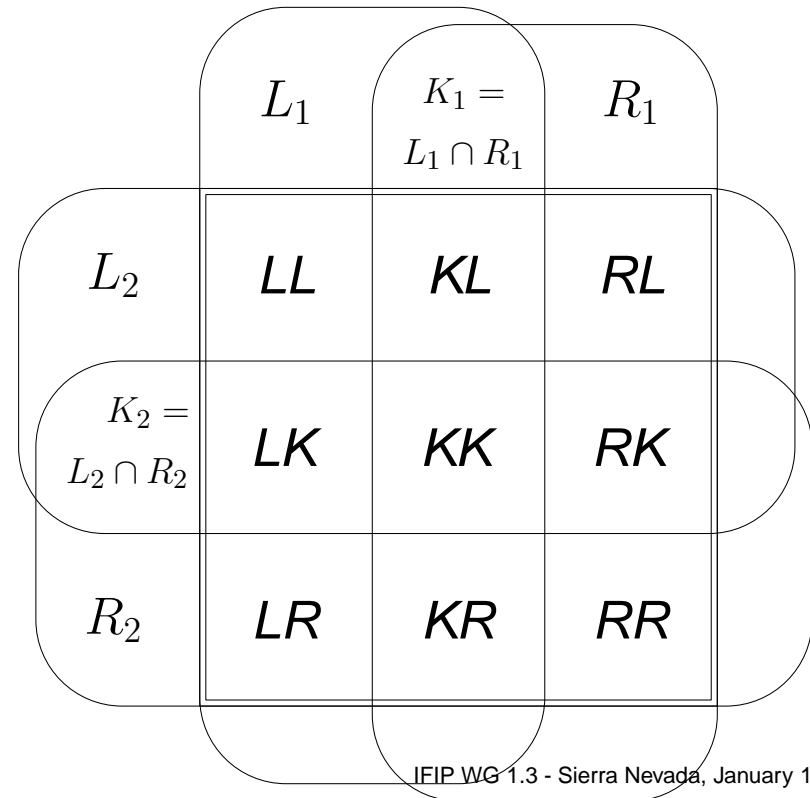 L₁ K₁ = R₁
L₁ ∩ R₁
L₂ LL KL RL
K₂ =
L₂ ∩ R₂ LK KK RK
R₂ LR KR RR
IFIP WG 1.3 - Sierra Nevada, January 1